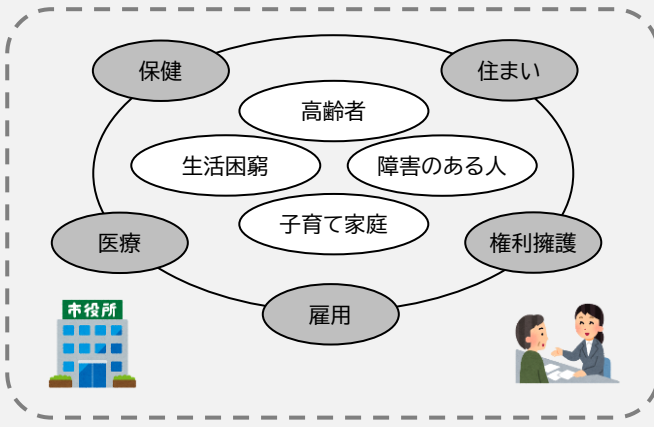 保健
住まい
高齢者
生活困窮
障害のある人
子育て家庭
医療
権利擁護
雇用
市役所